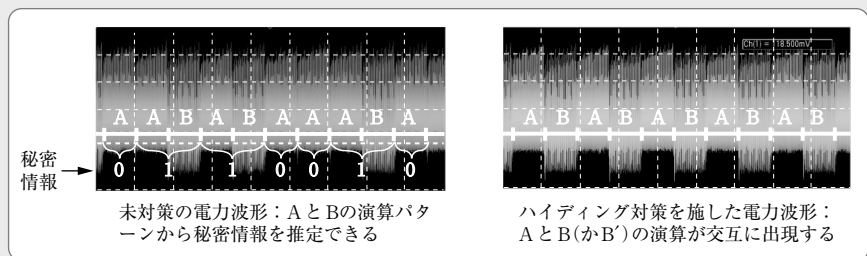 Ch(1) = 18.500mV
A A B A B A A A B A
A B A B A B A B A B
秘密
情報
0 1 1 0 0 1 0
未対策の電力波形：AとBの演算パタ
ーンから秘密情報を推定できる
ハイディング対策を施した電力波形：
AとB(かB′)の演算が交互に出現する